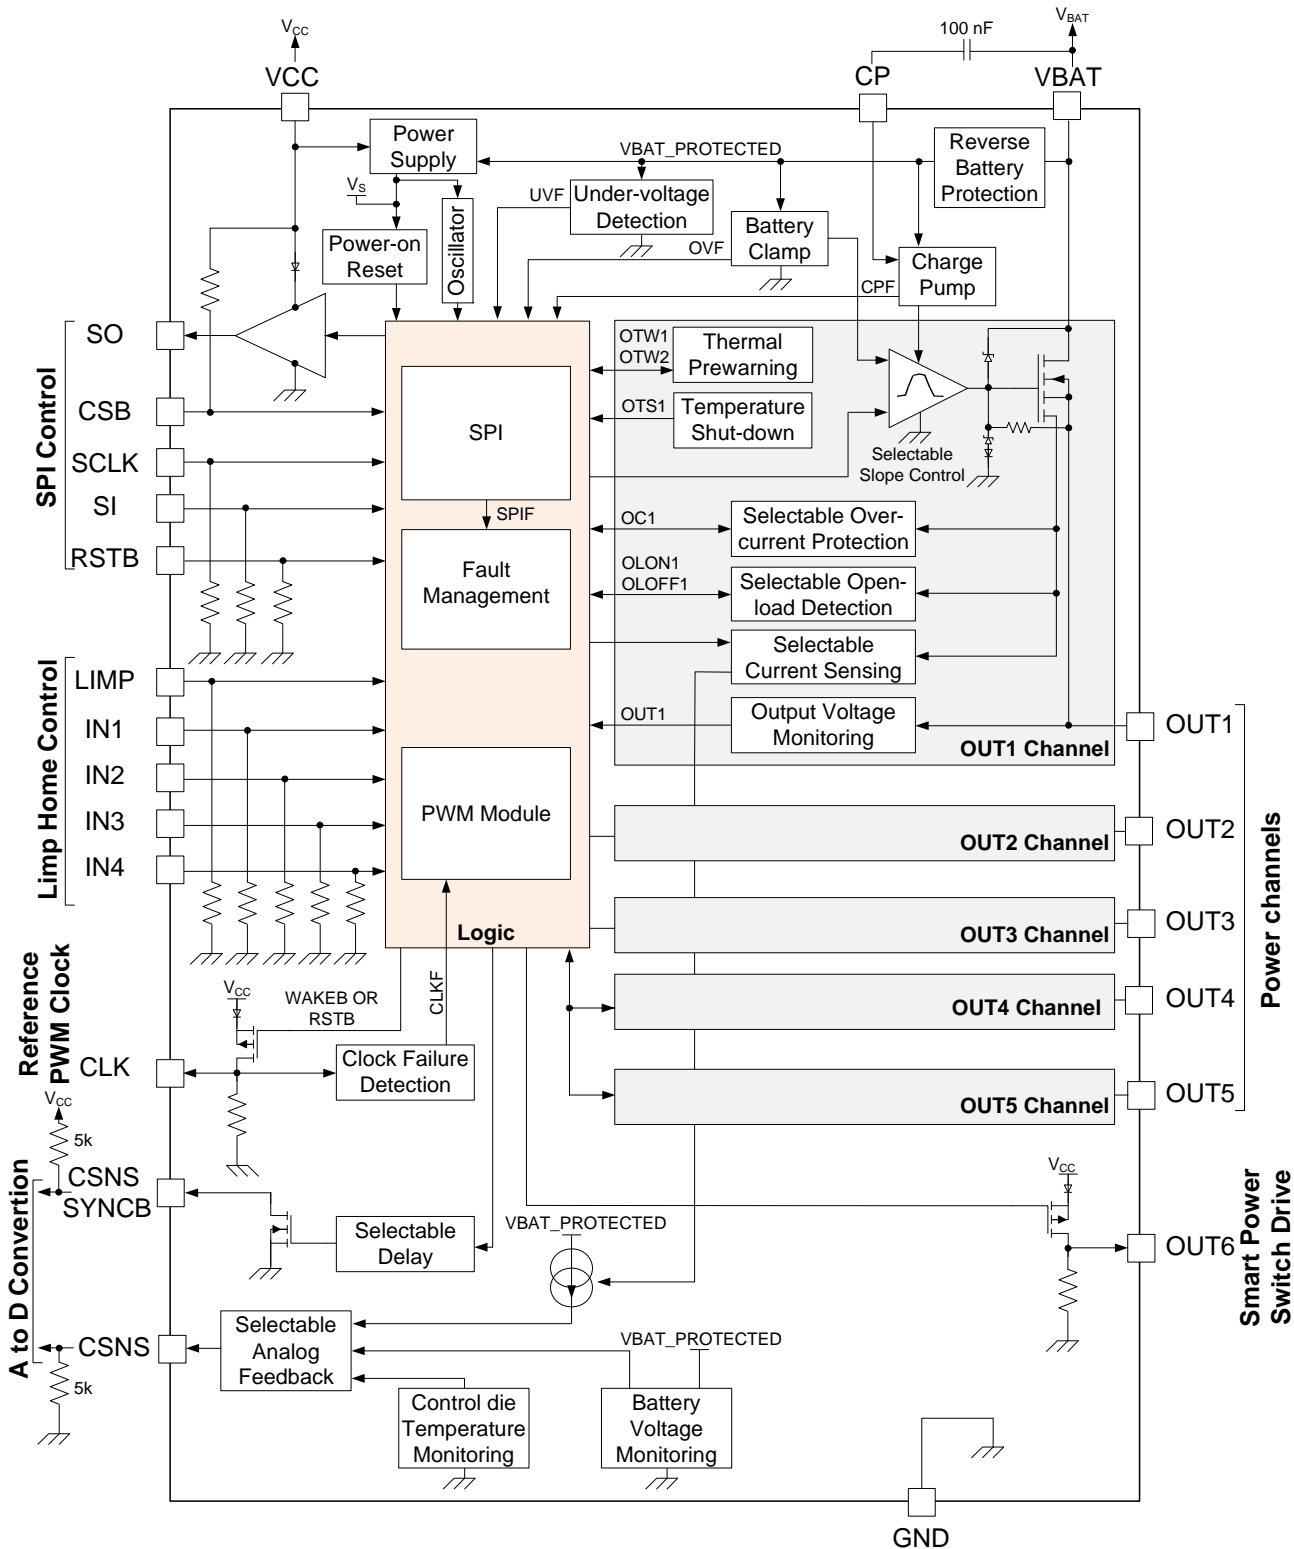 VCC
VBAT
100 nF
VCC
CP
VBAT
Power
Supply
VBAT_PROTECTED
Reverse
Battery
Protection
VS
UVF
Under-voltage
Detection
Oscillator
Battery
Clamp
Power-on
Reset
OVF
Charge
Pump
CPF
SPI Control
SO
CSB
SCLK
SI
RSTB
SPI
SPIF
Fault
Management
OTW1
OTW2
Thermal
Prewarning
OTS1
Temperature
Shut-down
Selectable
Slope Control
OC1
Selectable Over-
current Protection
OLON1
OLOFF1
Selectable Open-
load Detection
Selectable
Current Sensing
OUT1
Output Voltage
Monitoring
OUT1 Channel
OUT1
Limp Home Control
LIMP
IN1
IN2
IN3
IN4
PWM Module
Logic
OUT2 Channel
OUT2
OUT3 Channel
OUT3
OUT4 Channel
OUT4
OUT5 Channel
OUT5
Power channels
Reference
PWM Clock
VCC
WAKEB OR
RSTB
CLKF
CLK
Clock Failure
Detection
VCC
5k
A to D Convertion
CSNS
SYNCB
Selectable
Delay
VBAT_PROTECTED
VCC
OUT6
Smart Power
Switch Drive
CSNS
5k
Selectable
Analog
Feedback
VBAT_PROTECTED
Control die
Temperature
Monitoring
Battery
Voltage
Monitoring
GND